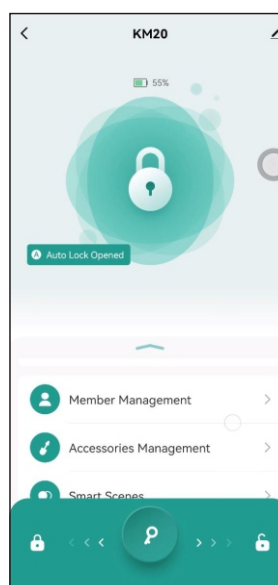 KM20
55%
A Auto Lock Opened
Member Management
Accessories Management
Smart Scenes